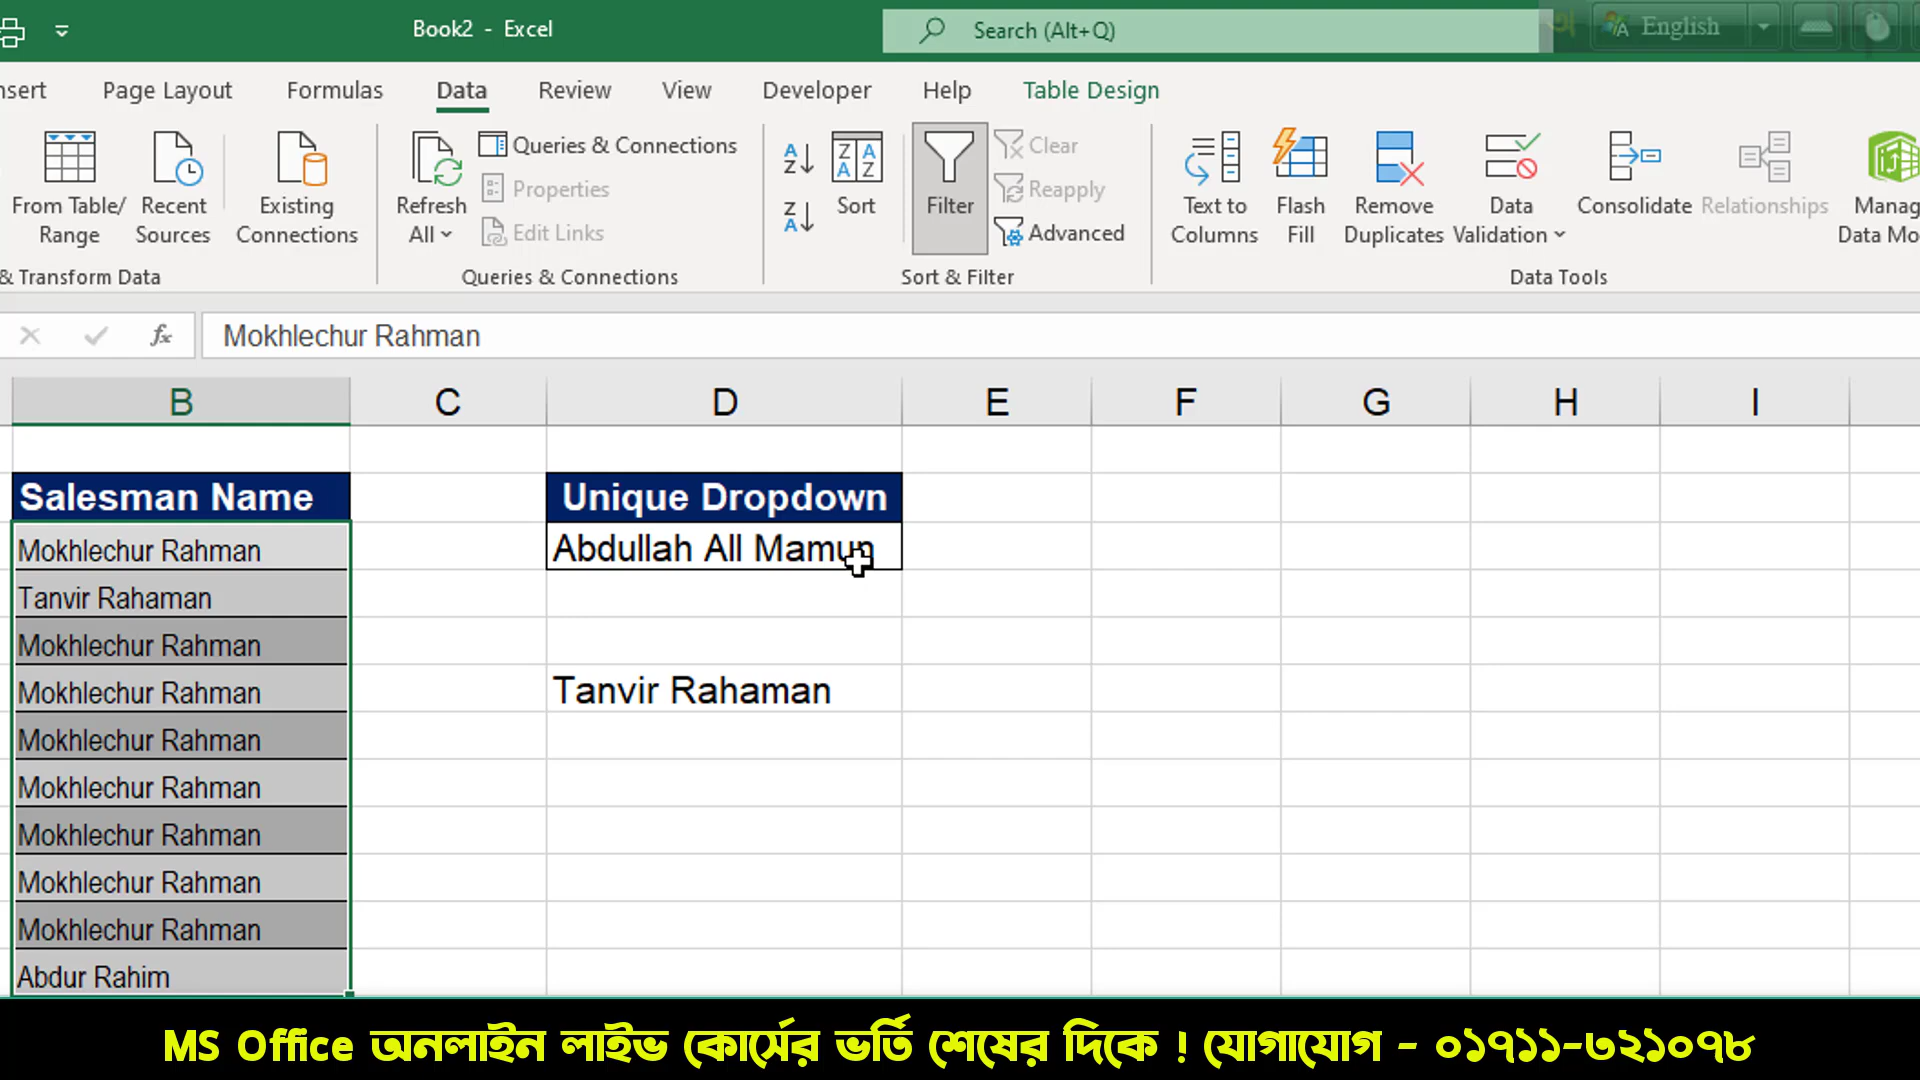 Book2 - Excel
Search (Alt+Q)
English
nsert Page Layout Formulas Data Review View Developer Help Table Design
From Table/ Range
Recent Sources
Existing Connections
& Transform Data
Refresh All
Queries & Connections
Properties
Edit Links
Queries & Connections
Sort
Filter
Clear
Reapply
Advanced
Sort & Filter
Text to Columns
Flash Fill
Remove Duplicates
Data Validation
Consolidate
Relationships
Manag
Data Mo
Data Tools
fx Mokhlechur Rahman
B C D E F G H I
Salesman Name Unique Dropdown
Mokhlechur Rahman Abdullah All Mamun
Tanvir Rahaman
Mokhlechur Rahman
Mokhlechur Rahman Tanvir Rahaman
Mokhlechur Rahman
Mokhlechur Rahman
Mokhlechur Rahman
Mokhlechur Rahman
Mokhlechur Rahman
Abdur Rahim
MS Office অনলাইন লাইভ কোর্সের ভর্তি শেষের দিকে ! যোগাযোগ - ০১৭১১-৩২১০৭৮